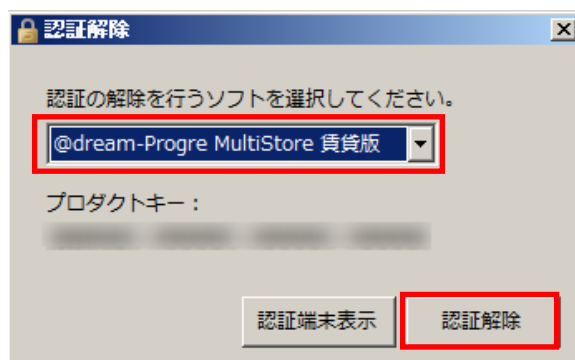 認証解除
認証の解除を行うソフトを選択してください。
@dream-Progre MultiStore 賃貸版
プロダクトキー：
認証端末表示
認証解除